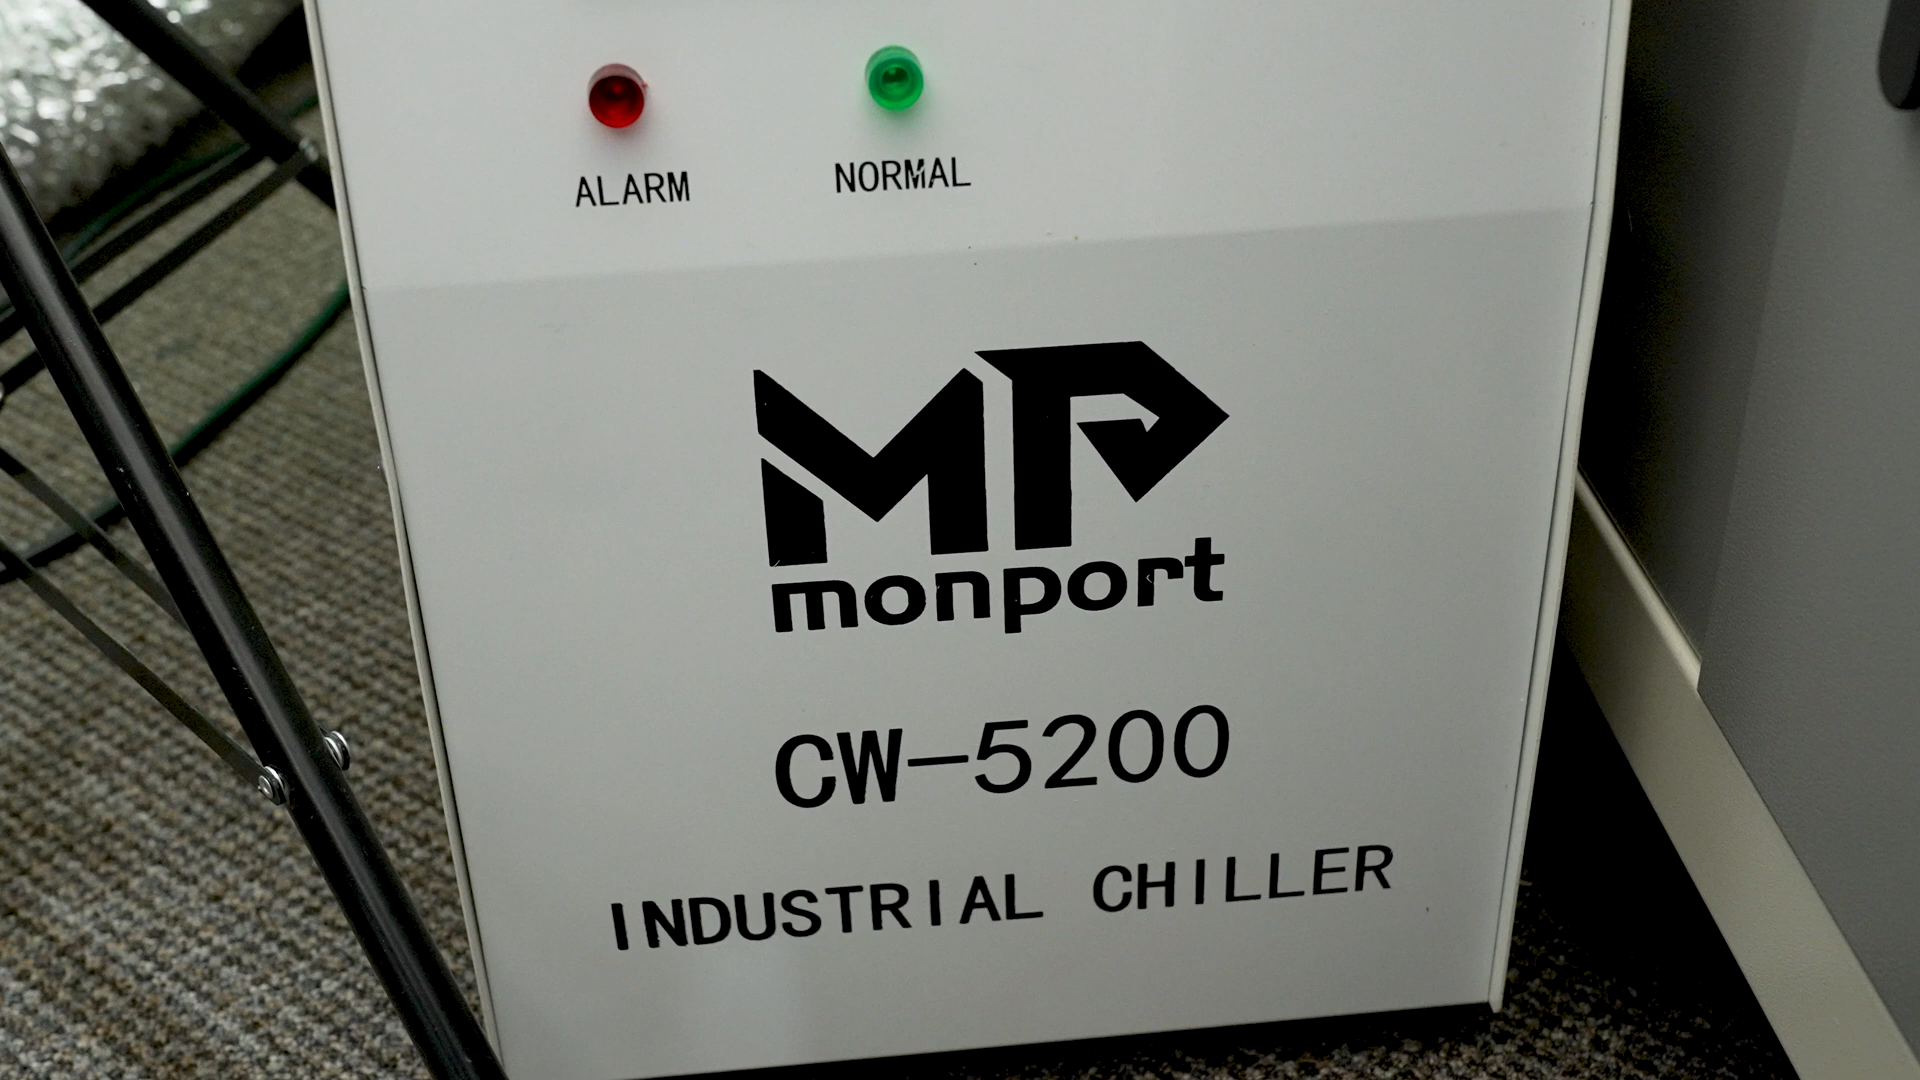 ALARM NORMAL
MP
monport
CW-5200
INDUSTRIAL CHILLER